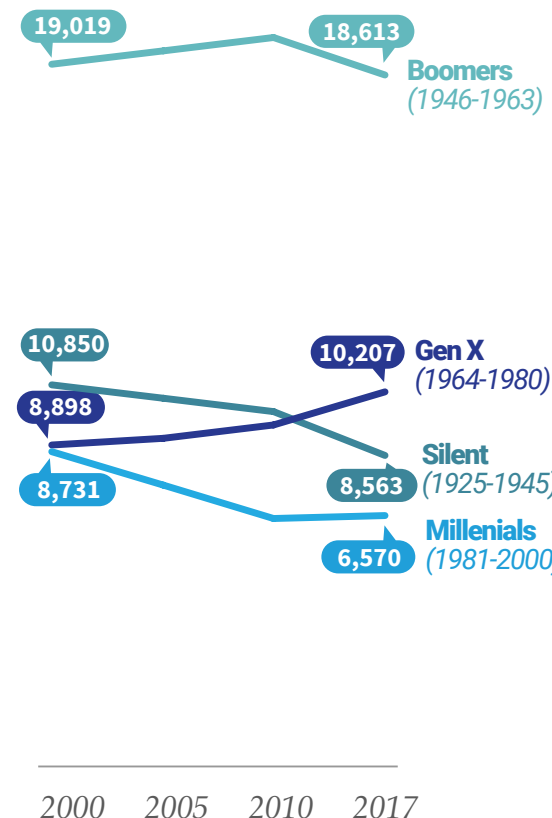 19,019
18,613
Boomers
(1946-1963)
10,850
10,207
Gen X
(1964-1980)
8,898
Silent
(1925-1945)
8,731
8,563
Millenials
(1981-2000)
6,570
2000 2005 2010 2017